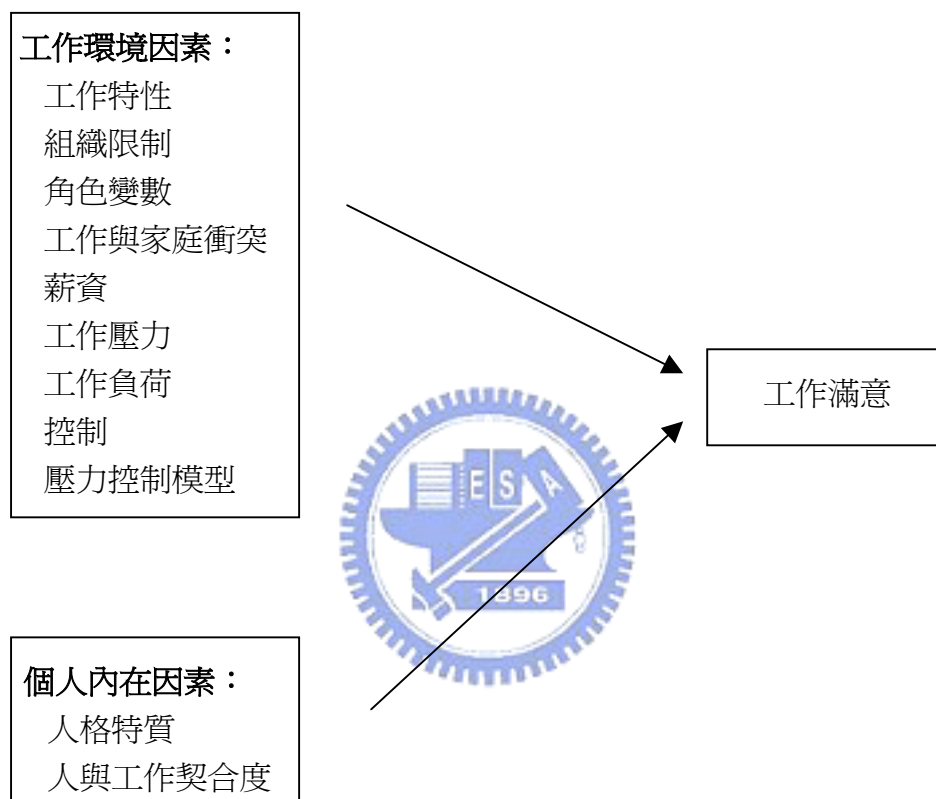 工作環境因素：
工作特性
組織限制
角色變數
工作與家庭衝突
薪資
工作壓力
工作負荷
控制
壓力控制模型
工作滿意
E S A
1896
個人內在因素：
人格特質
人與工作契合度